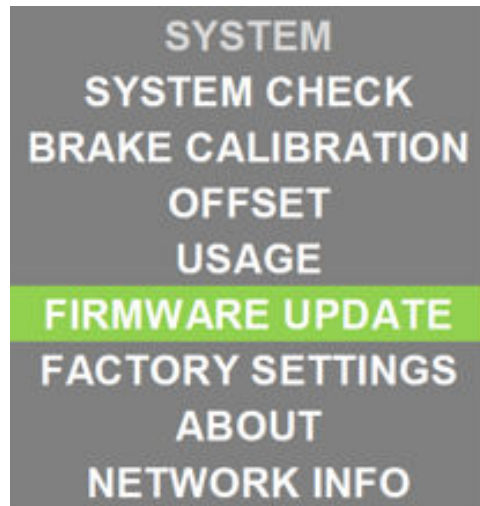 SYSTEM
SYSTEM CHECK
BRAKE CALIBRATION
OFFSET
USAGE
FIRMWARE UPDATE
FACTORY SETTINGS
ABOUT
NETWORK INFO